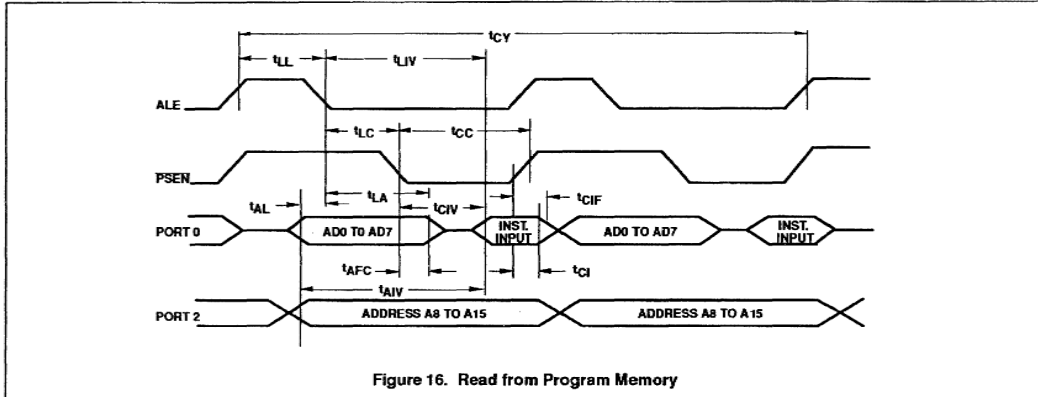 tCY
tLL
tLIV
ALE
tLC
tCC
PSEN
tLA
tCIF
tAL
tCIV
PORT 0
AD0 TO AD7
INST.
INPUT
AD0 TO AD7
INST.
INPUT
tAFC
tCI
tAIV
PORT 2
ADDRESS A8 TO A15
ADDRESS A8 TO A15
Figure 16. Read from Program Memory